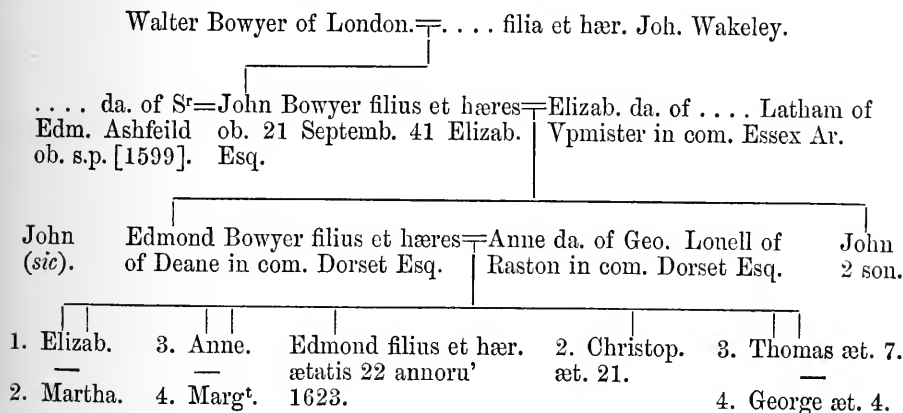 Walter Bowyer of London.=. . . . filia et hær. Joh. Wakeley.
. . . . da. of Sr=John Bowyer filius et hæres=Elizab. da. of . . . . Latham of
Edm. Ashfeild ob. 21 Septemb. 41 Elizab. Vpmister in com. Essex Ar.
ob. s.p. [1599]. Esq.
John Edmond Bowyer filius et hæres=Anne da. of Geo. Lonell of John
(sic). of Deane in com. Dorset Esq. Raston in com. Dorset Esq. 2 son.
1. Elizab. 3. Anne. Edmond filius et hær. 2. Christop. 3. Thomas æt. 7.
ætatis 22 annoru' æt. 21.
2. Martha. 4. Margt. 1623. 4. George æt. 4.